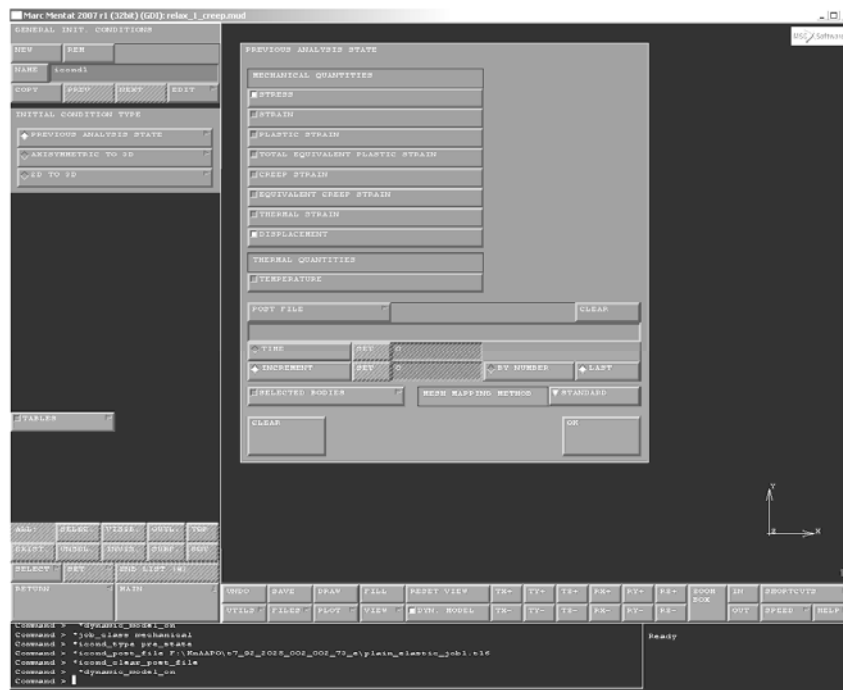 Marc Mentat 2007 r1 (32bit) (GDI): relax_1_creep.mud
GENERAL INIT. CONDITIONS
NEW REM
NAME icond1
COPY PREV NEXT EDIT
INITIAL CONDITION TYPE
PREVIOUS ANALYSIS STATE
AXISYMMETRIC TO 3D
2D TO 3D
TABLES
ALL: SELEC. VISIB. OUTL. TOP
EXIST. UNSEL. INVIS. SURF. BOT
SELECT SET END LIST (#)
RETURN MAIN
MSC Software
PREVIOUS ANALYSIS STATE
MECHANICAL QUANTITIES
STRESS
STRAIN
PLASTIC STRAIN
TOTAL EQUIVALENT PLASTIC STRAIN
CREEP STRAIN
EQUIVALENT CREEP STRAIN
THERMAL STRAIN
DISPLACEMENT
THERMAL QUANTITIES
TEMPERATURE
POST FILE CLEAR
TIME SET 0
INCREMENT SET 0 BY NUMBER LAST
SELECTED BODIES MESH MAPPING METHOD STANDARD
CLEAR OK
Y
Z X
1
UNDO SAVE DRAW FILL RESET VIEW TX+ TY+ TZ+ RX+ RY+ RZ+ ZOOM BOX IN SHORTCUTS
UTILS FILES PLOT VIEW DYN. MODEL TX- TY- TZ- RX- RY- RZ- OUT SPEED HELP
Command > *dynamic_model_on
Command > *job_class mechanical
Command > *icond_type pre_state
Command > *icond_clear_post_file
Command > *dynamic_model_on
Command >
Ready